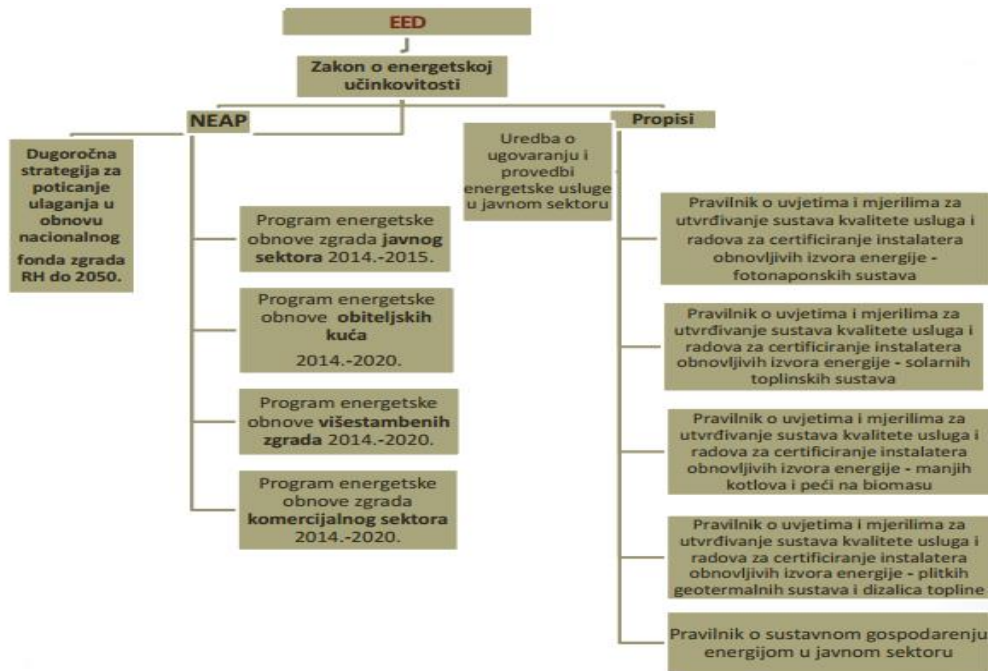 EED
Zakon o energetskoj
učinkovitosti
NEAP
Propisi
Dugoročna
strategija za
poticanje
ulaganja u
obnovu
nacionalnog
fonda zgrada
RH do 2050.
Program energetske
obnove zgrada javnog
sektora 2014.-2015.
Program energetske
obnove obiteljskih
kuća
2014.-2020.
Program energetske
obnove višestambenih
zgrada 2014.-2020.
Program energetske
obnove zgrada
komercijalnog sektora
2014.-2020.
Uredba o
ugovaranju i
provedbi
energetske usluge
u javnom sektoru
Pravilnik o uvjetima i mjerilima za
utvrđivanje sustava kvalitete usluga i
radova za certificiranje instalatera
obnovljivih izvora energije -
fotonaponskih sustava
Pravilnik o uvjetima i mjerilima za
utvrđivanje sustava kvalitete usluga i
radova za certificiranje instalatera
obnovljivih izvora energije - solarnih
toplinskih sustava
Pravilnik o uvjetima i mjerilima za
utvrđivanje sustava kvalitete usluga i
radova za certificiranje instalatera
obnovljivih izvora energije - manjih
kotlova i peći na biomasu
Pravilnik o uvjetima i mjerilima za
utvrđivanje sustava kvalitete usluga i
radova za certificiranje instalatera
obnovljivih izvora energije - plitkih
geotermalnih sustava i dizalica topline
Pravilnik o sustavnom gospodarenju
energijom u javnom sektoru